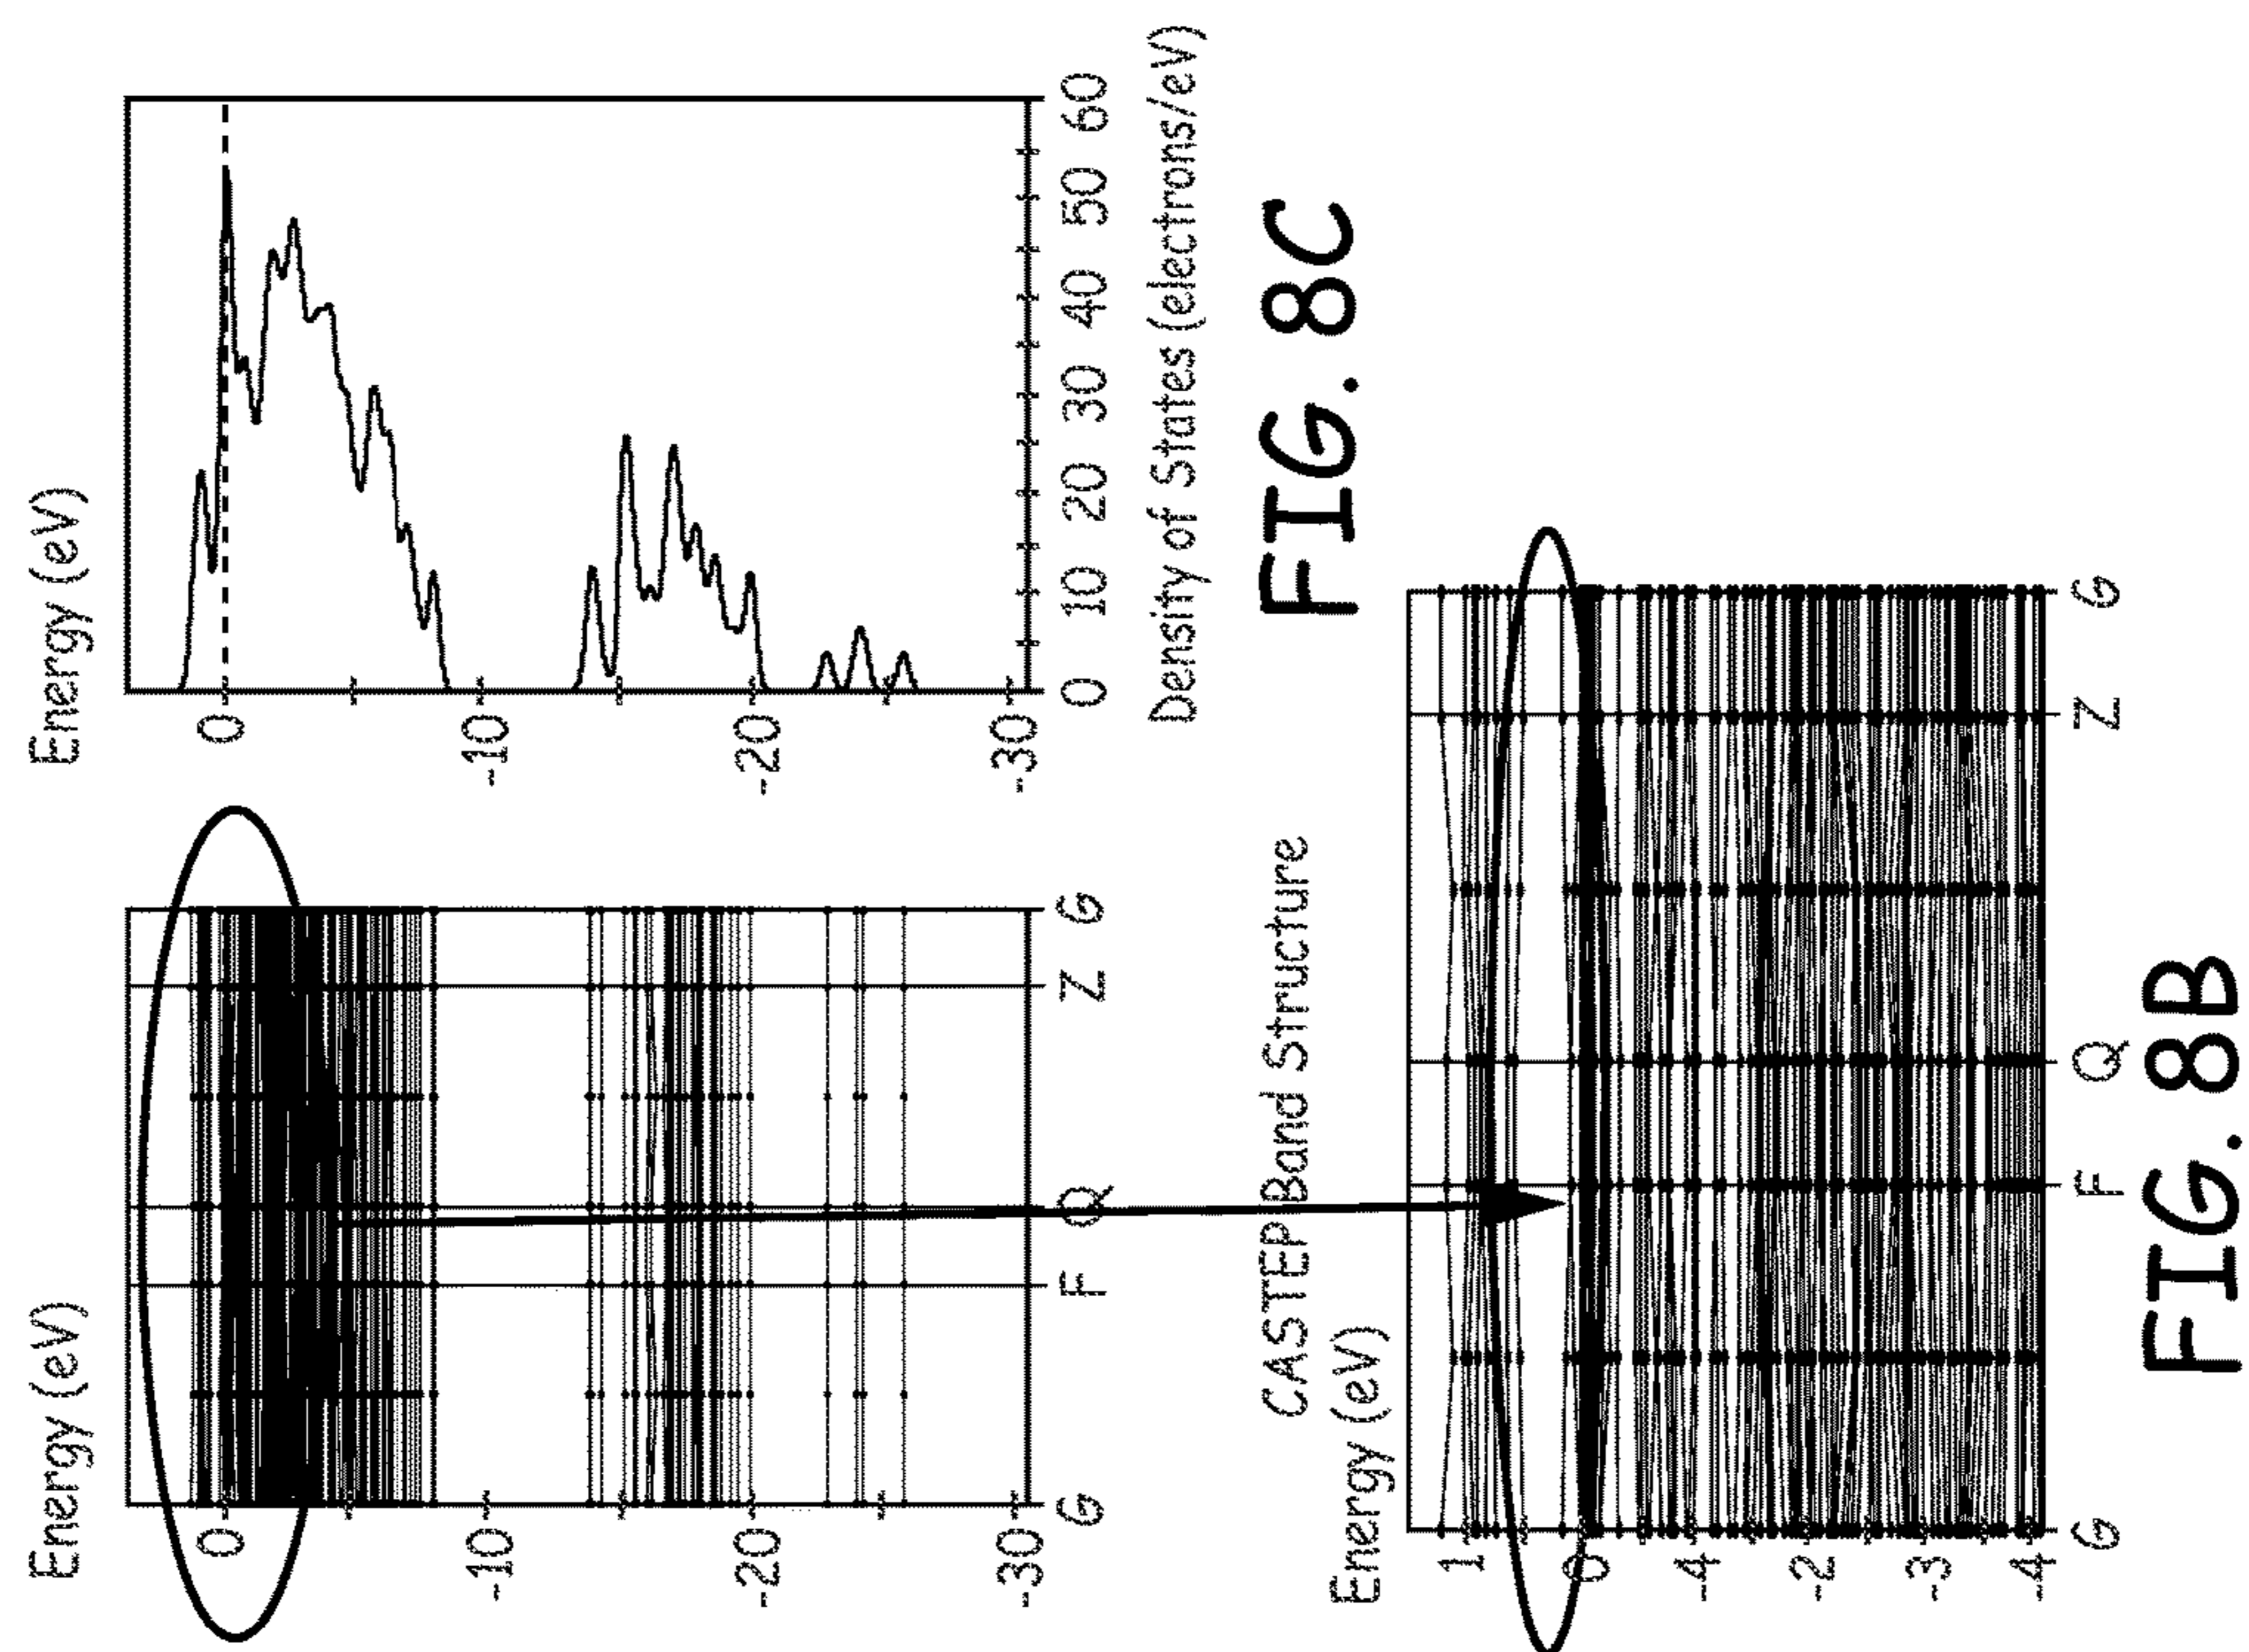 Energy (eV)
0
-10
-20
-30
G F Q Z G
Energy (eV)
0
-10
-20
-30
0 10 20 30 40 50 60
Density of States (electrons/eV)
FIG. 8C
CASTEP Band Structure
Energy (eV)
1
0
-4
-2
-3
-4
G F Q Z G
FIG. 8B